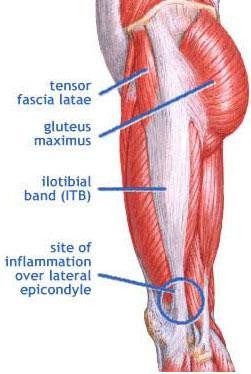 tensor
fascia latae
gluteus
maximus
ilotibial
band (ITB)
site of
inflammation
over lateral
epicondyle